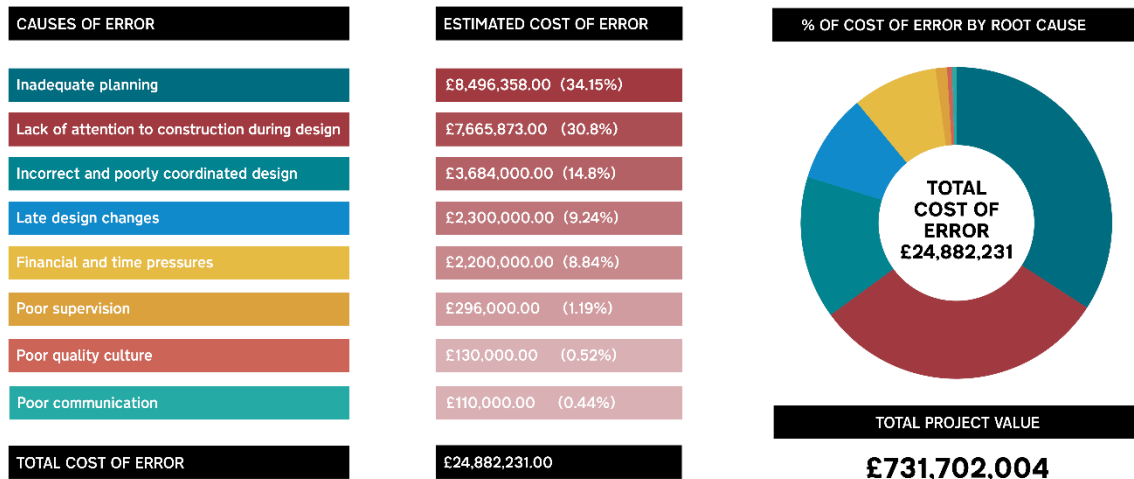 CAUSES OF ERROR
ESTIMATED COST OF ERROR
% OF COST OF ERROR BY ROOT CAUSE
Inadequate planning
£8,496,358.00 (34.15%)
Lack of attention to construction during design
£7,665,873.00 (30.8%)
Incorrect and poorly coordinated design
£3,684,000.00 (14.8%)
Late design changes
£2,300,000.00 (9.24%)
Financial and time pressures
£2,200,000.00 (8.84%)
Poor supervision
£296,000.00 (1.19%)
Poor quality culture
£130,000.00 (0.52%)
Poor communication
£110,000.00 (0.44%)
TOTAL COST OF ERROR
£24,882,231.00
TOTAL
COST OF
ERROR
£24,882,231
TOTAL PROJECT VALUE
£731,702,004